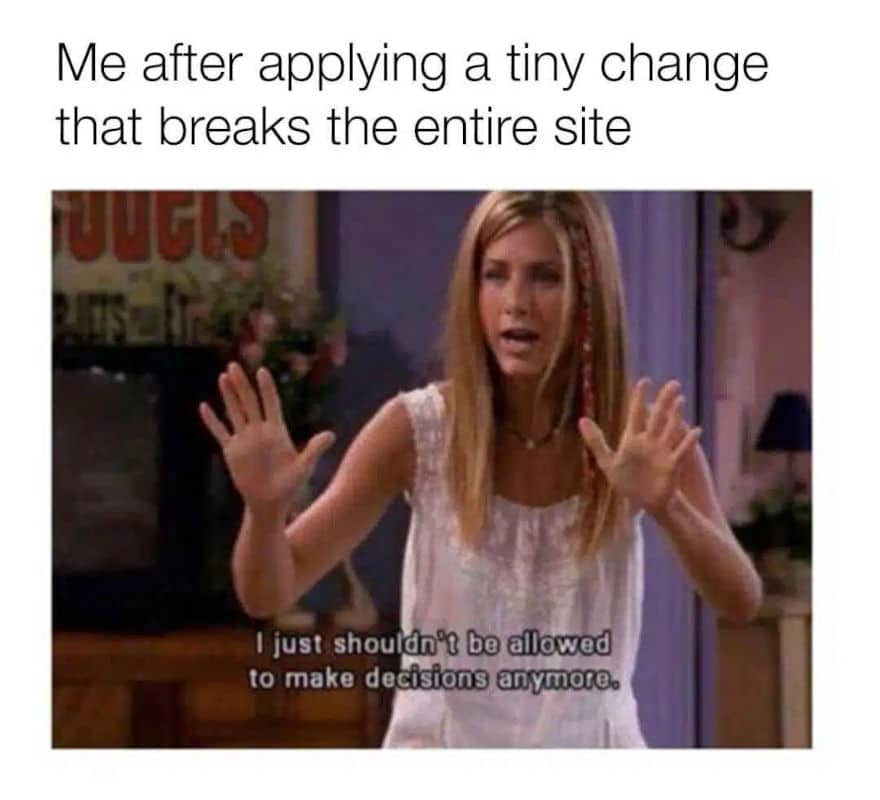 Me after applying a tiny change
that breaks the entire site
I just shouldn't be allowed
to make decisions anymore.